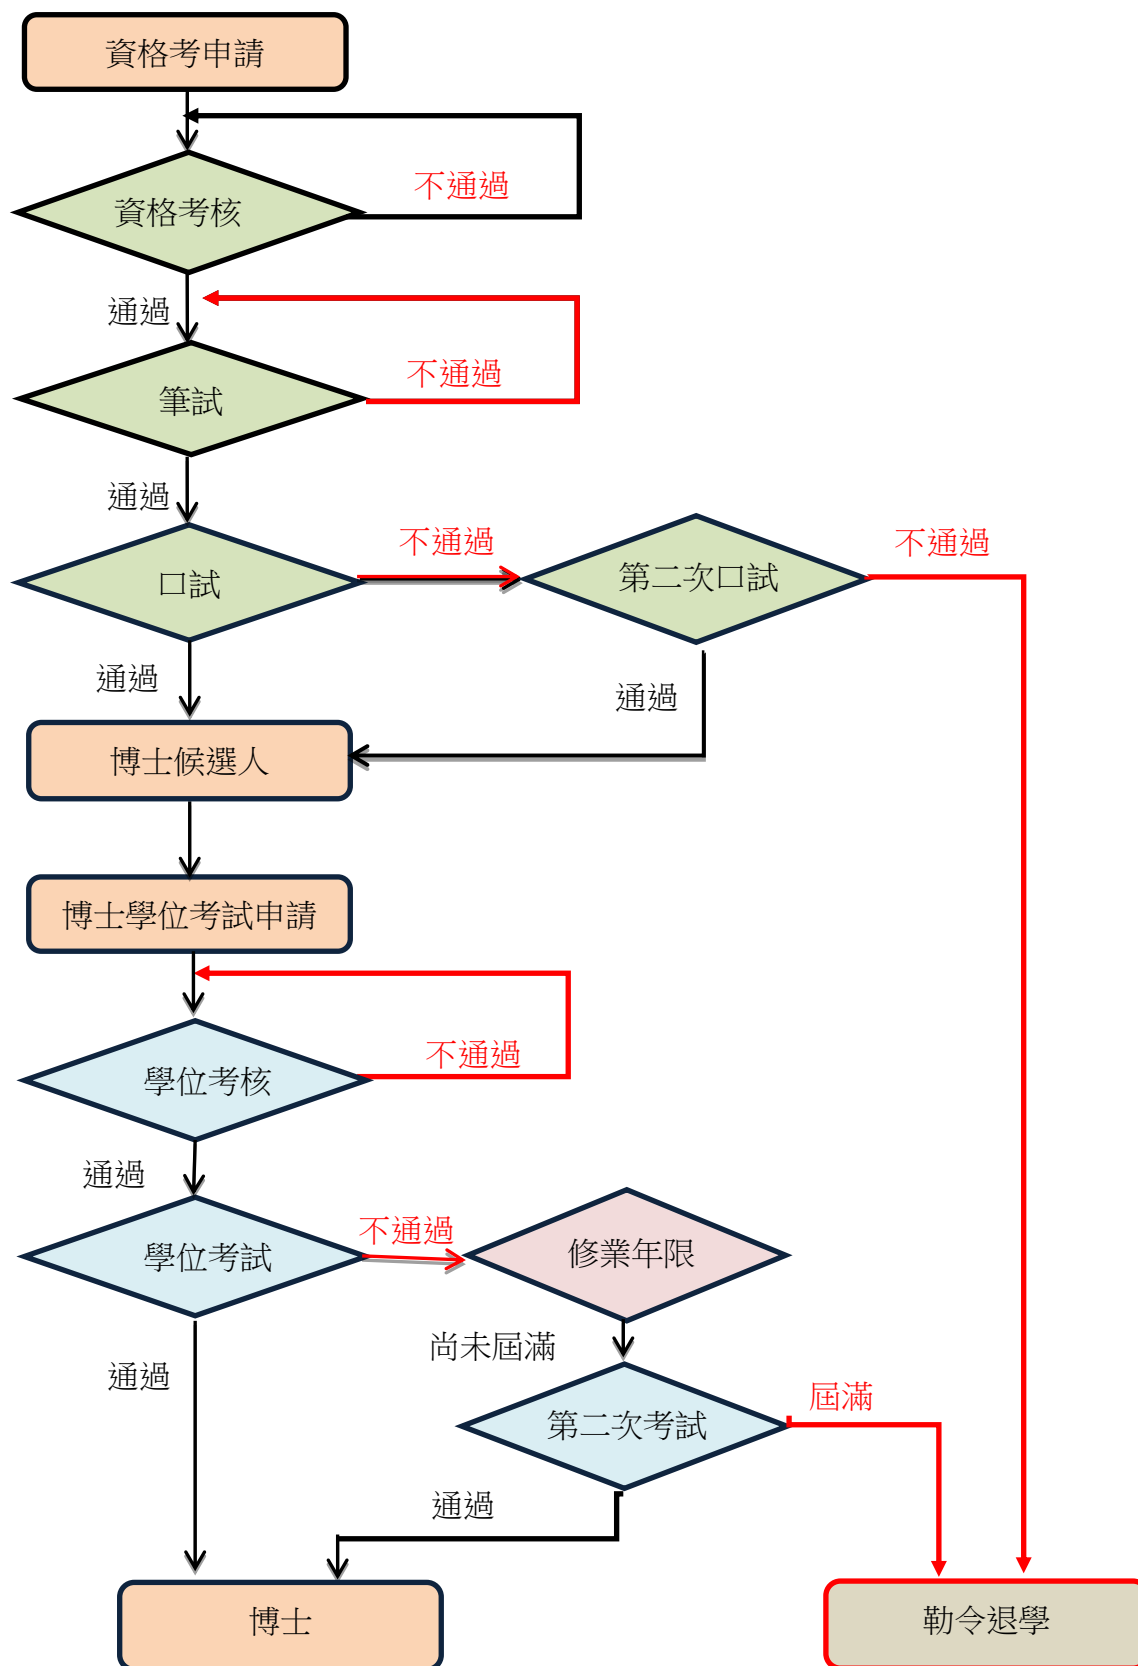 資格考申請
不通過
資格考核
通過
不通過
筆試
通過
不通過
不通過
口試
第二次口試
通過
通過
博士候選人
博士學位考試申請
不通過
學位考核
通過
不通過
學位考試
修業年限
尚未屆滿
通過
屆滿
第二次考試
通過
博士
勒令退學